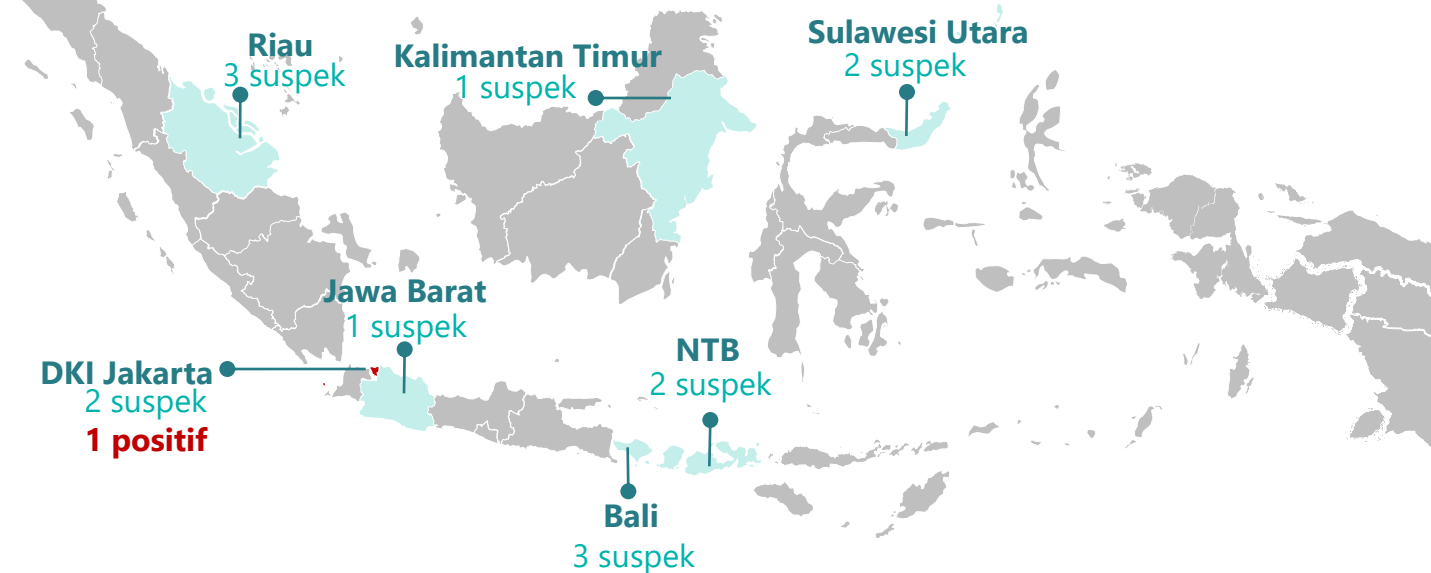 Riau
3 suspek
Kalimantan Timur
1 suspek
Sulawesi Utara
2 suspek
Jawa Barat
1 suspek
DKI Jakarta
2 suspek
1 positif
NTB
2 suspek
Bali
3 suspek